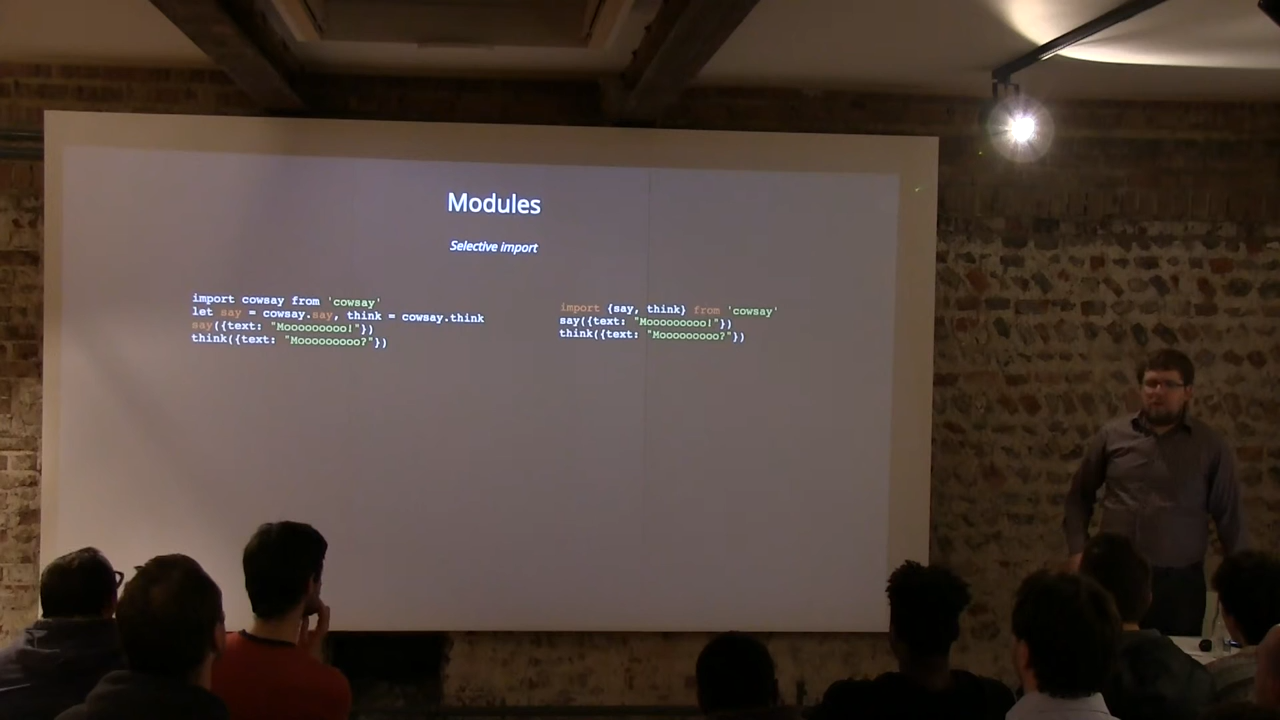 Modules
Selective import
import cowsay from 'cowsay'
let say = cowsay.say, think = cowsay.think
say({text: "Mooooooooo!"})
think({text: "Mooooooooo?"})
import {say, think} from 'cowsay'
say({text: "Mooooooooo!"})
think({text: "Mooooooooo?"})